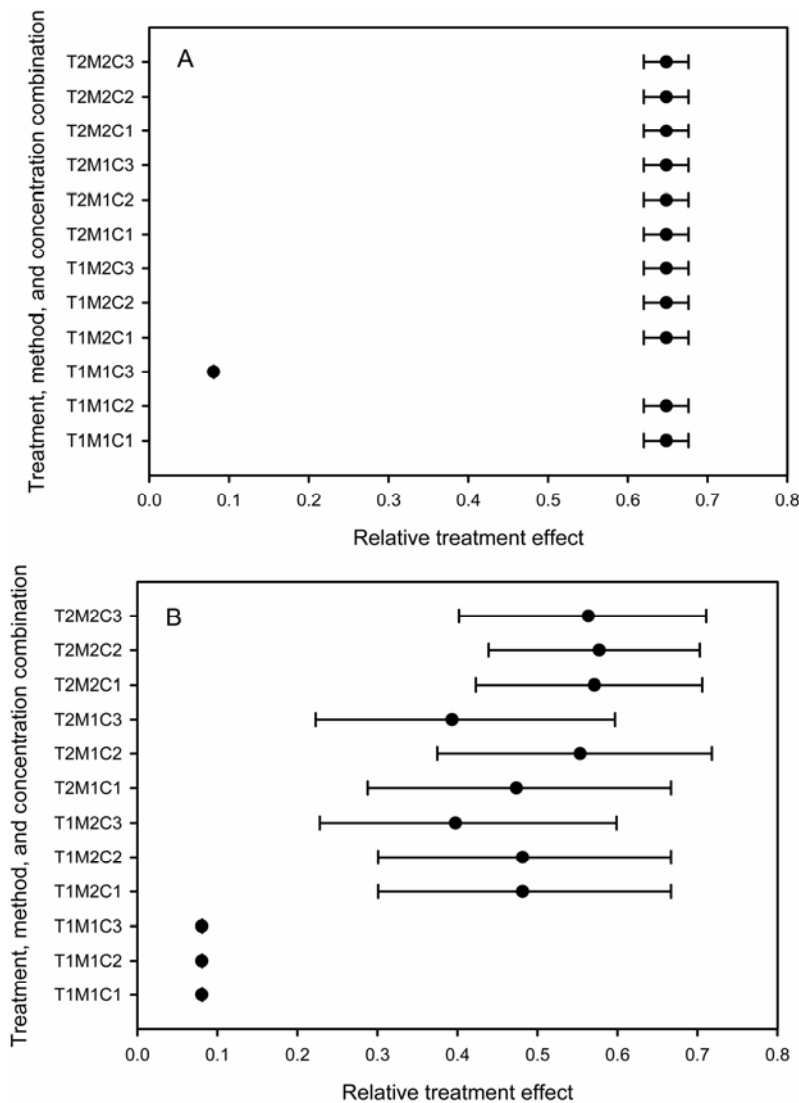 A
Treatment, method, and concentration combination
T2M2C3
T2M2C2
T2M2C1
T2M1C3
T2M1C2
T2M1C1
T1M2C3
T1M2C2
T1M2C1
T1M1C3
T1M1C2
T1M1C1
0.0 0.1 0.2 0.3 0.4 0.5 0.6 0.7 0.8
Relative treatment effect
B
Treatment, method, and concentration combination
T2M2C3
T2M2C2
T2M2C1
T2M1C3
T2M1C2
T2M1C1
T1M2C3
T1M2C2
T1M2C1
T1M1C3
T1M1C2
T1M1C1
0.0 0.1 0.2 0.3 0.4 0.5 0.6 0.7 0.8
Relative treatment effect